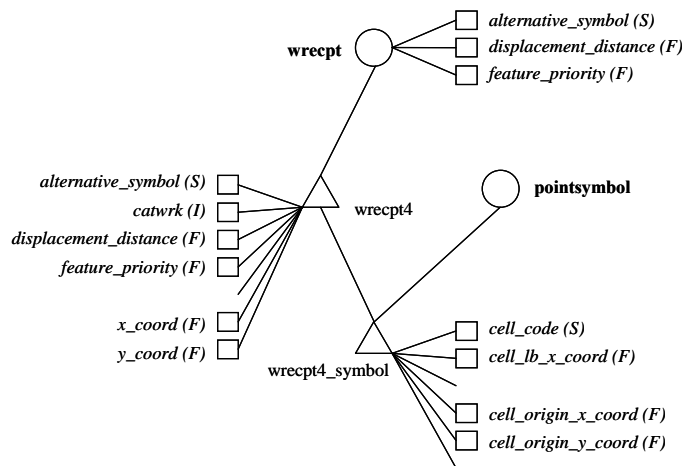 alternative_symbol (S)
wrecpt
displacement_distance (F)
feature_priority (F)
alternative_symbol (S)
catwrk (I)
displacement_distance (F)
feature_priority (F)
x_coord (F)
y_coord (F)
wrecpt4
pointsymbol
wrecpt4_symbol
cell_code (S)
cell_lb_x_coord (F)
cell_origin_x_coord (F)
cell_origin_y_coord (F)